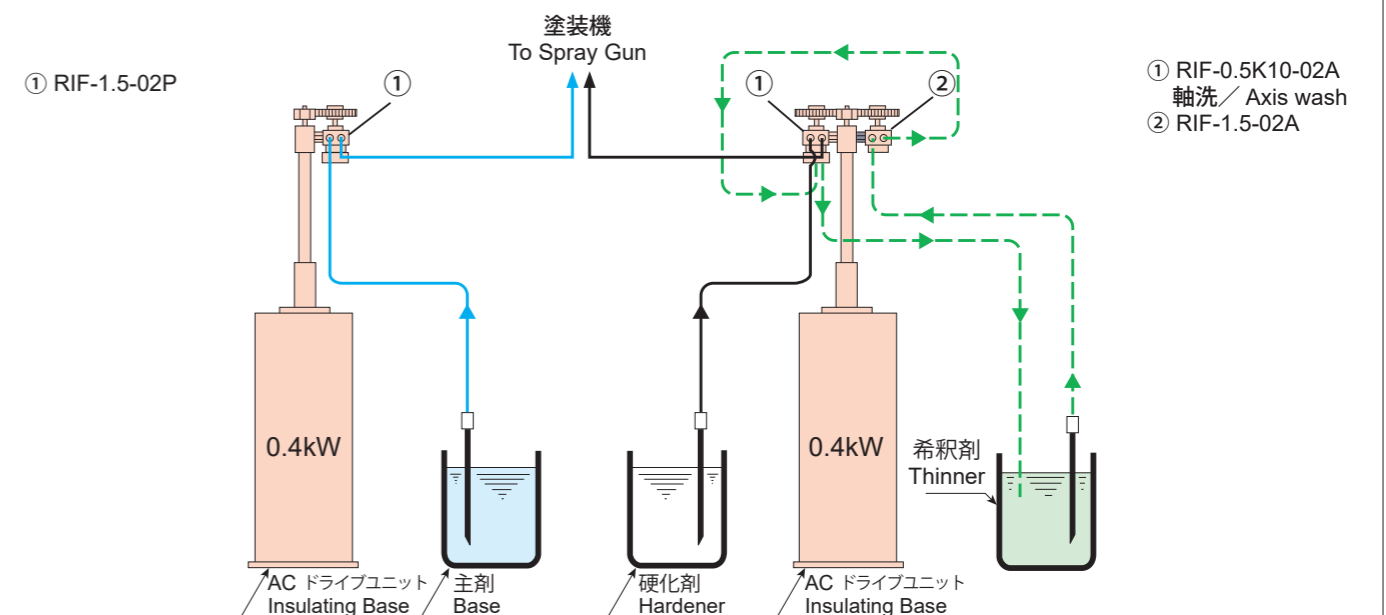 塗装機
To Spray Gun
① RIF-1.5-02P
①
①
②
① RIF-0.5K10-02A
軸洗／ Axis wash
② RIF-1.5-02A
0.4kW
0.4kW
希釈剤
Thinner
AC ドライブユニット
Insulating Base
主剤
Base
硬化剤
Hardener
AC ドライブユニット
Insulating Base